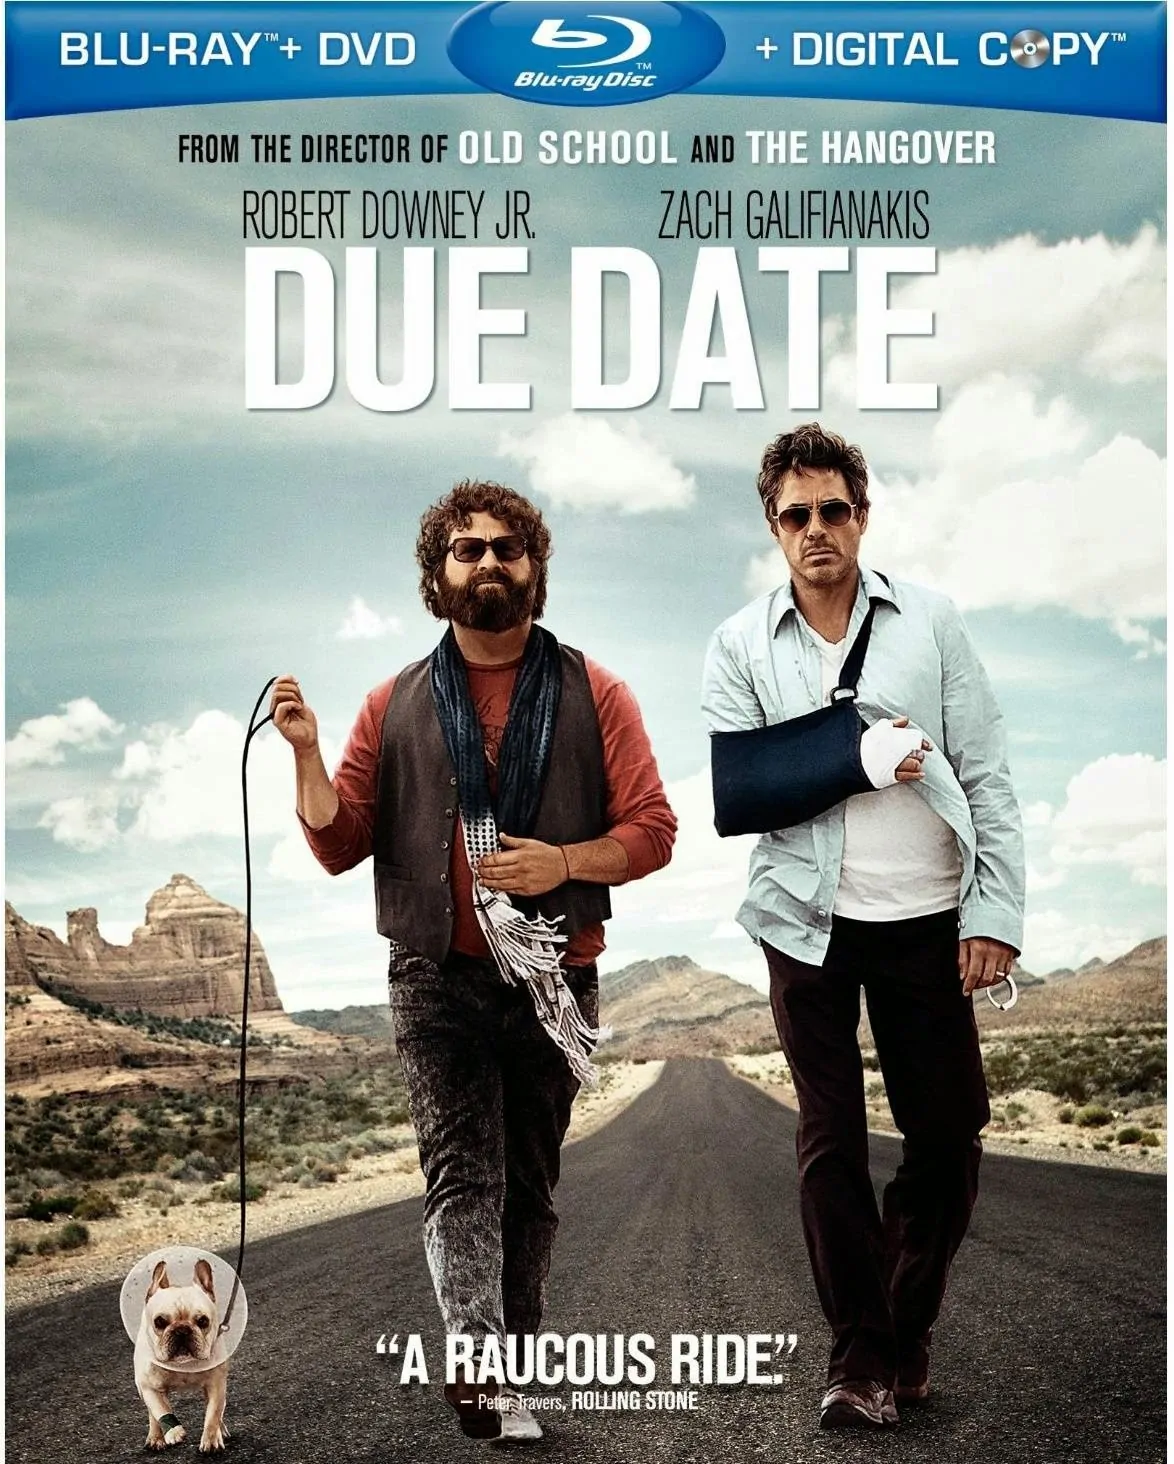 BLU-RAY™+ DVD
Blu-ray Disc™
+ DIGITAL COPY™
FROM THE DIRECTOR OF OLD SCHOOL AND THE HANGOVER
ROBERT DOWNEY JR. ZACH GALIFIANAKIS
DUE DATE
“A RAUCOUS RIDE.”
– Peter Travers, ROLLING STONE